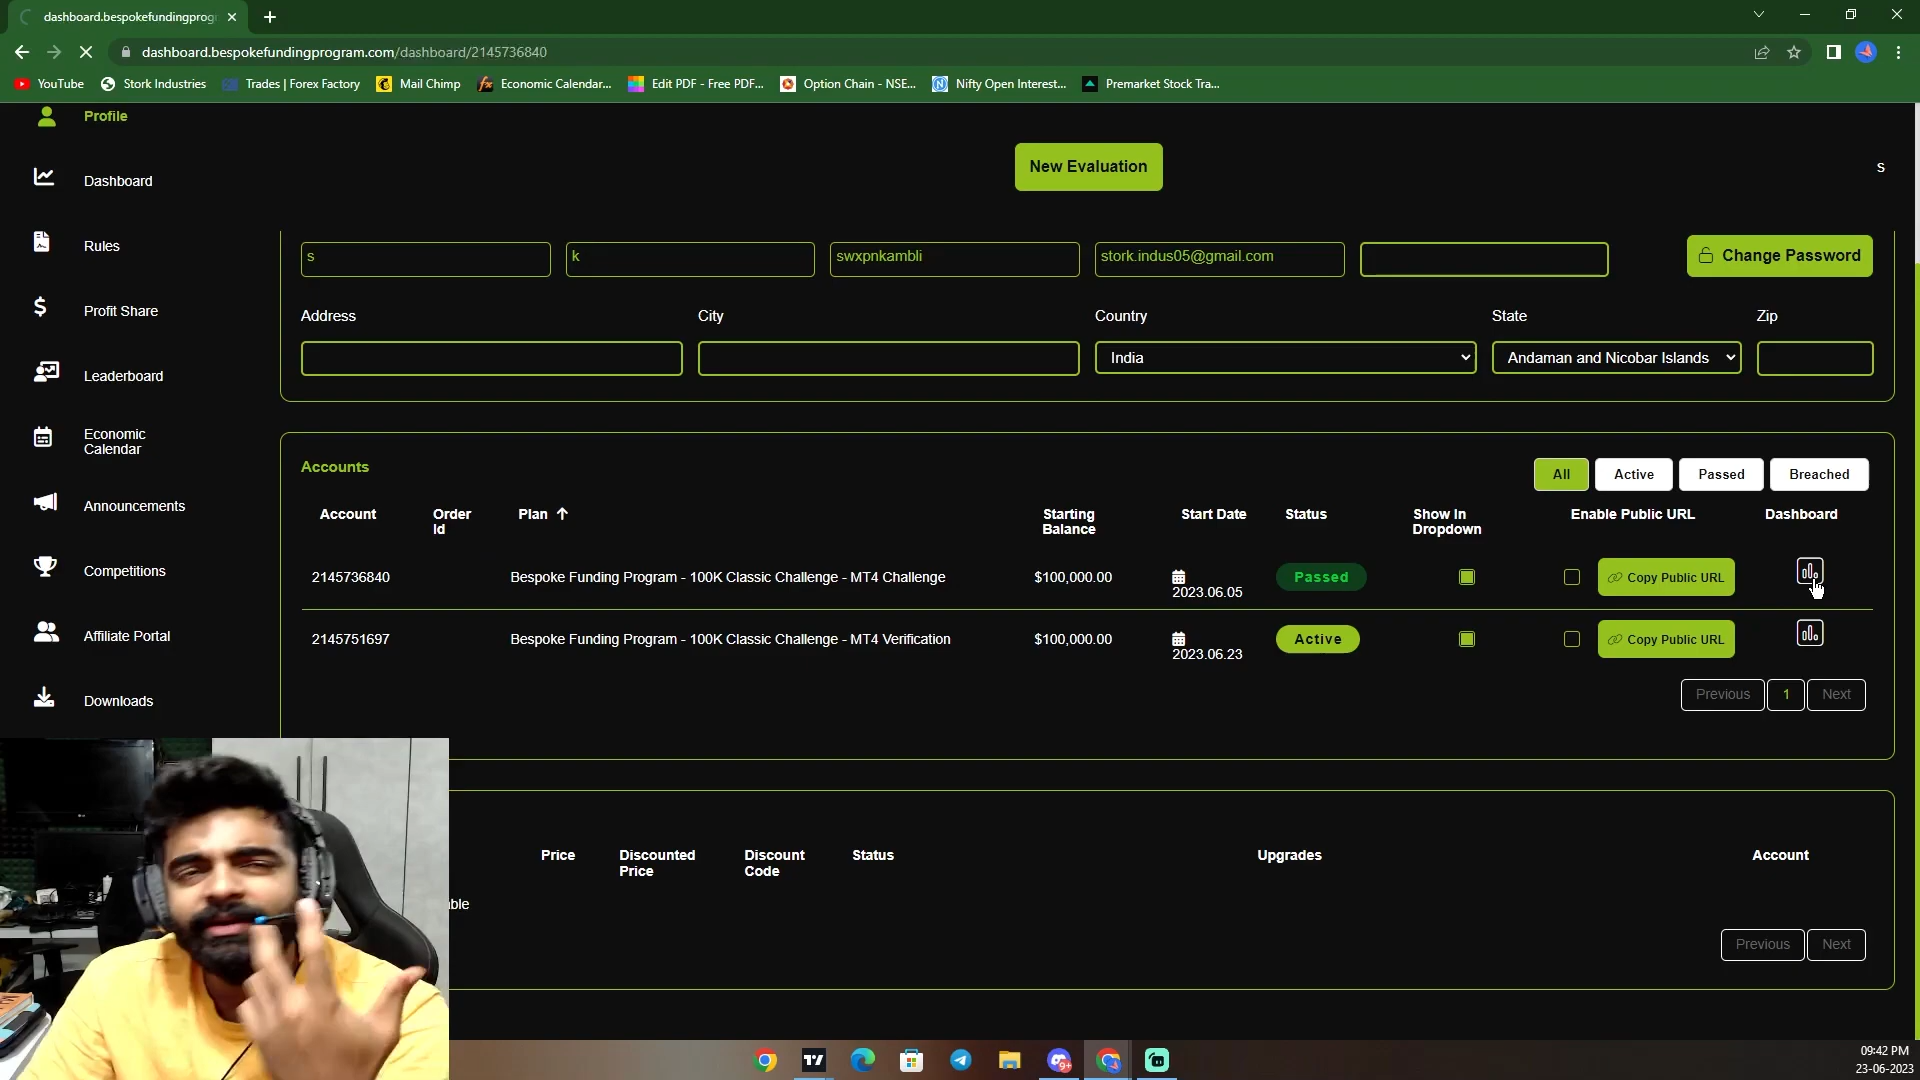 dashboard.bespokefundingprogr
dashboard.bespokefundingprogram.com/dashboard/2145736840
YouTube
Stork Industries
Trades | Forex Factory
Mail Chimp
Economic Calendar...
Edit PDF - Free PDF...
Option Chain - NSE...
Nifty Open Interest...
Premarket Stock Tra...
Profile
Dashboard
Rules
Profit Share
Leaderboard
Economic
Calendar
Announcements
Competitions
Affiliate Portal
Downloads
New Evaluation
s
s
k
swxpnkambli
stork.indus05@gmail.com
Change Password
Address
City
Country
State
Zip
India
Andaman and Nicobar Islands
Accounts
All
Active
Passed
Breached
Account
Order
Id
Plan
Starting
Balance
Start Date
Status
Show In
Dropdown
Enable Public URL
Dashboard
2145736840
Bespoke Funding Program - 100K Classic Challenge - MT4 Challenge
$100,000.00
2023.06.05
Passed
Copy Public URL
2145751697
Bespoke Funding Program - 100K Classic Challenge - MT4 Verification
$100,000.00
2023.06.23
Active
Copy Public URL
Previous
1
Next
Price
Discounted
Price
Discount
Code
Status
Upgrades
Account
ble
Previous
Next
09:42 PM
23-06-2023